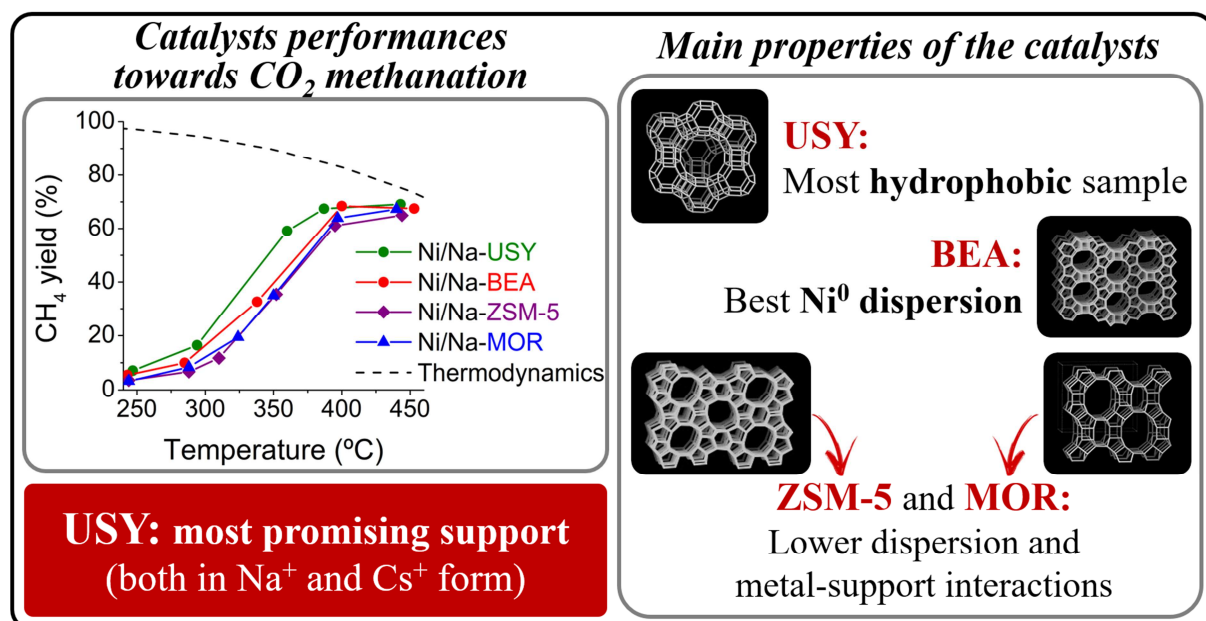 Catalysts performances
towards CO₂ methanation
100
80
60
40
20
0
CH₄ yield (%)
Ni/Na-USY
Ni/Na-BEA
Ni/Na-ZSM-5
Ni/Na-MOR
Thermodynamics
250 300 350 400 450
Temperature (ºC)
USY: most promising support
(both in Na⁺ and Cs⁺ form)
Main properties of the catalysts
USY:
Most hydrophobic sample
BEA:
Best Ni⁰ dispersion
ZSM-5 and MOR:
Lower dispersion and
metal-support interactions